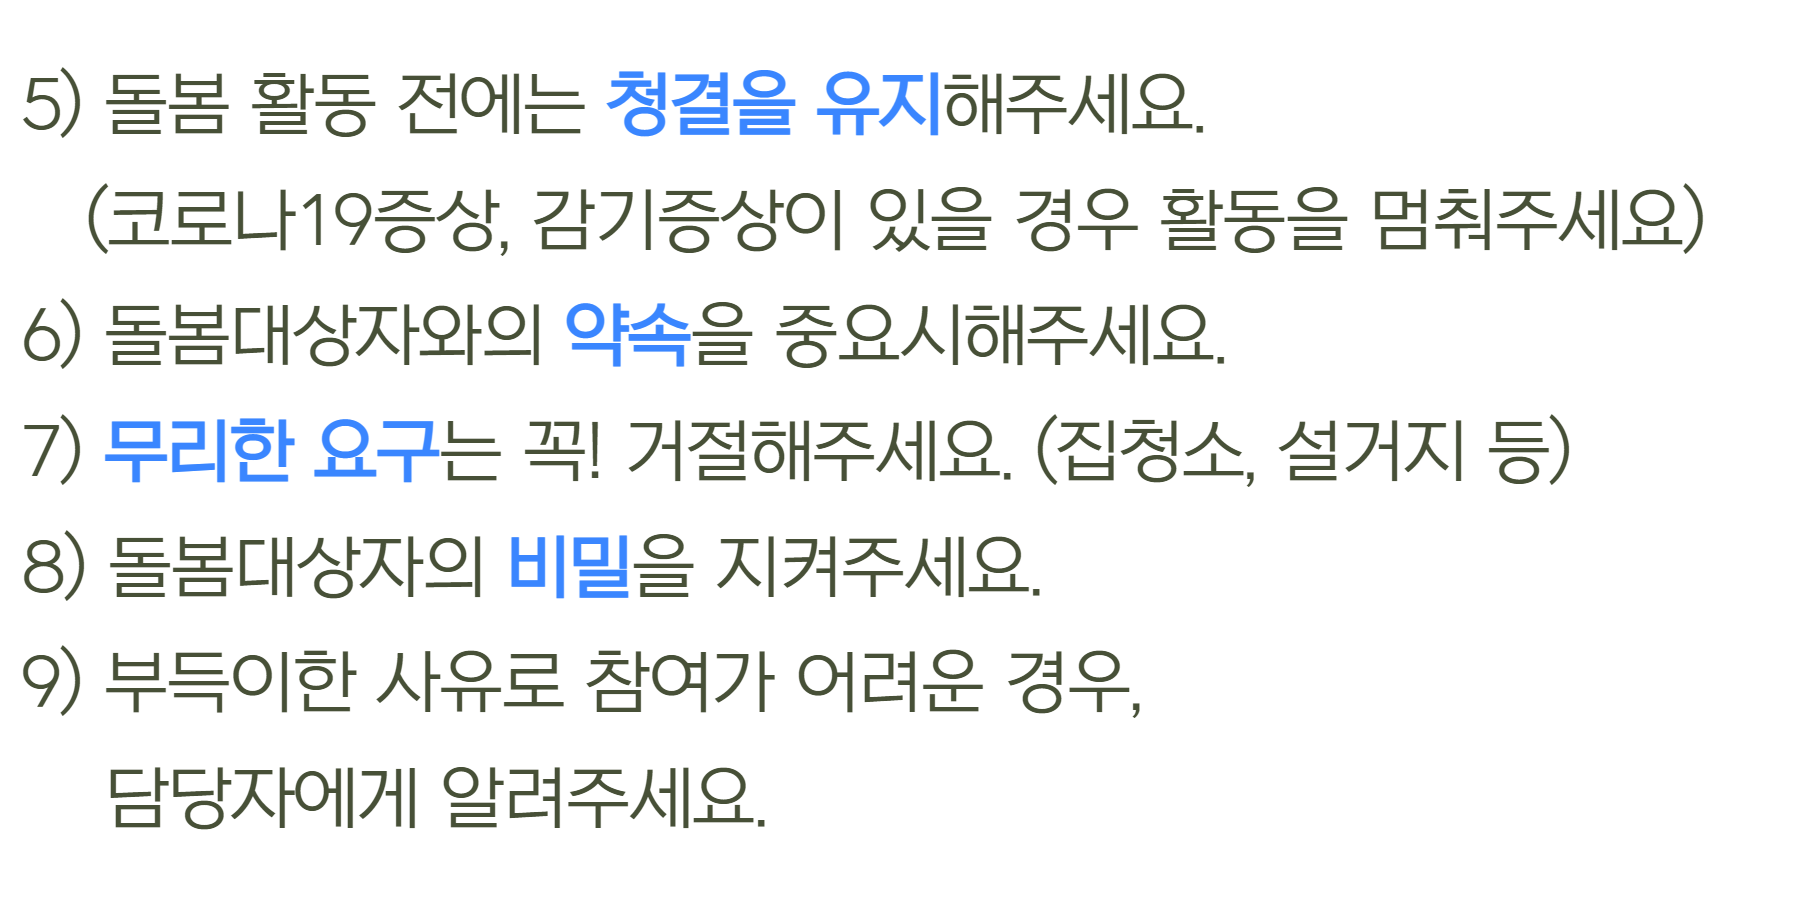 5) 돌봄 활동 전에는 청결을 유지해주세요.
(코로나19증상, 감기증상이 있을 경우 활동을 멈춰주세요)
6) 돌봄대상자와의 약속을 중요시해주세요.
7) 무리한 요구는 꼭! 거절해주세요. (집청소, 설거지 등)
8) 돌봄대상자의 비밀을 지켜주세요.
9) 부득이한 사유로 참여가 어려운 경우,
담당자에게 알려주세요.